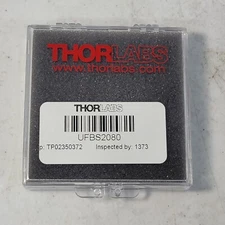 THORLABS
www.thorlabs.com
THORLABS
UFBS2080
p: TP02350372 Inspected by: 1373